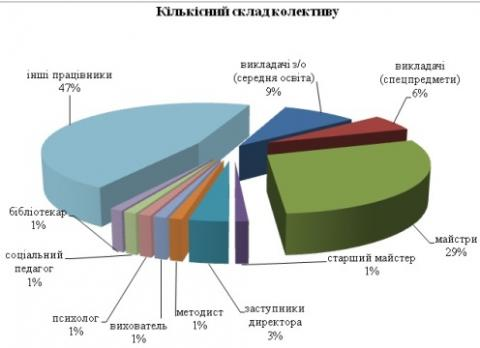 Кількісний склад колективу
викладачі з/о
(середня освіта)
9%
викладачі
(спецпредмети)
6%
інші працівники
47%
майстри
29%
старший мейстер
1%
заступники
директора
3%
методист
1%
вихователь
1%
психолог
1%
соціальний
педагог
1%
бібліотекар
1%